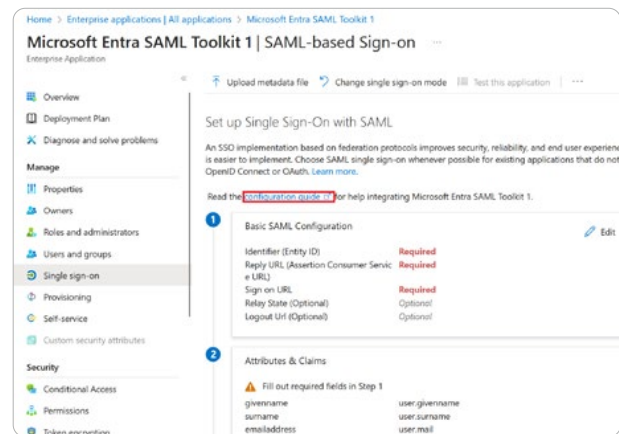 Home > Enterprise applications | All applications > Microsoft Entra SAML Toolkit 1
Microsoft Entra SAML Toolkit 1 | SAML-based Sign-on ...
Enterprise Application
«
Upload metadata file Change single sign-on mode Test this application | ...
Overview
Deployment Plan
Diagnose and solve problems
Manage
Properties
Owners
Roles and administrators
Users and groups
Single sign-on
Provisioning
Self-service
Custom security attributes
Security
Conditional Access
Permissions
Token encryption
Set up Single Sign-On with SAML
An SSO implementation based on federation protocols improves security, reliability, and end user experienc
is easier to implement. Choose SAML single sign-on whenever possible for existing applications that do not
OpenID Connect or OAuth. Learn more.
Read the configuration guide for help integrating Microsoft Entra SAML Toolkit 1.
1
Basic SAML Configuration
Edit
Identifier (Entity ID) Required
Reply URL (Assertion Consumer Servic Required
e URL)
Sign on URL Required
Relay State (Optional) Optional
Logout Url (Optional) Optional
2
Attributes & Claims
Fill out required fields in Step 1
givenname user.givenname
surname user.surname
emailaddress user.mail